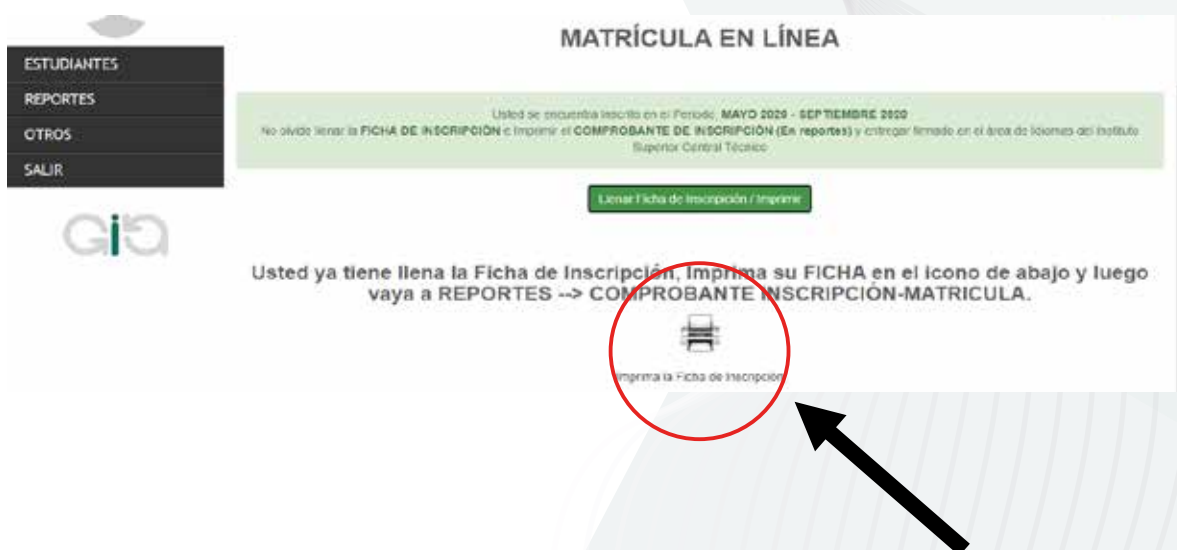 MATRÍCULA EN LÍNEA
ESTUDIANTES
REPORTES
OTROS
SALIR
Usted se encuentra inscrito en el Periodo, MAYO 2020 - SEPTIEMBRE 2020
No olvide llenar la FICHA DE INSCRIPCIÓN e imprimir el COMPROBANTE DE INSCRIPCIÓN (En reportes) y entregar firmado en el área de Idiomas del Instituto
Superior Central Técnico
Llenar Ficha de Inscripción / Imprimir
Gia
Usted ya tiene llena la Ficha de Inscripción, Imprima su FICHA en el icono de abajo y luego
vaya a REPORTES --> COMPROBANTE INSCRIPCIÓN-MATRICULA.
Imprima la Ficha de Inscripción